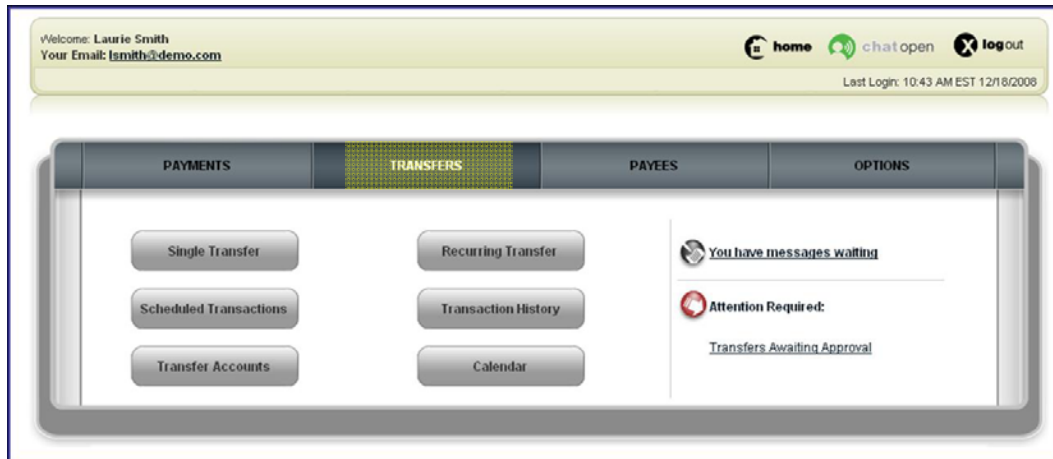 Welcome: Laurie Smith
Your Email: lsmith@demo.com
home
chat open
logout
Last Login: 10:43 AM EST 12/18/2008
PAYMENTS
TRANSFERS
PAYEES
OPTIONS
Single Transfer
Recurring Transfer
You have messages waiting
Scheduled Transactions
Transaction History
Attention Required:
Transfers Awaiting Approval
Transfer Accounts
Calendar